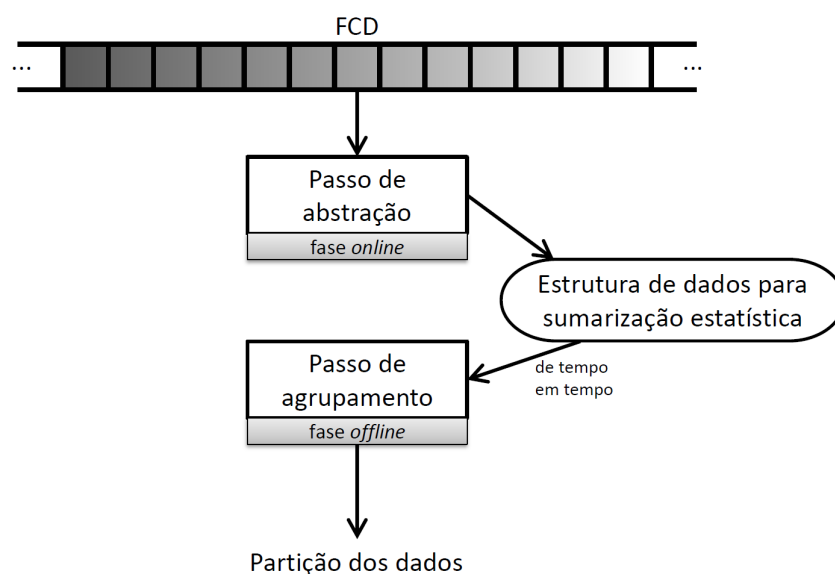 FCD
... ...
Passo de
abstração
fase online
Estrutura de dados para
sumarização estatística
de tempo
em tempo
Passo de
agrupamento
fase offline
Partição dos dados